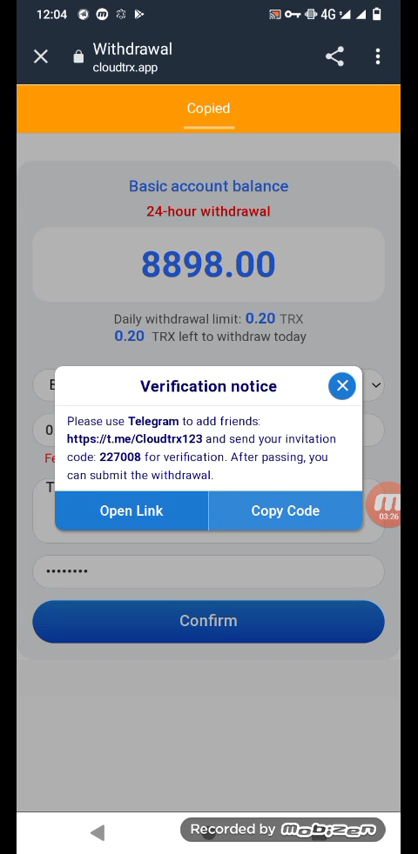 12:04
4G
Withdrawal
cloudtrx.app
Copied
Basic account balance
24-hour withdrawal
8898.00
Daily withdrawal limit: 0.20 TRX
0.20 TRX left to withdraw today
Verification notice
Please use Telegram to add friends:
https://t.me/Cloudtrx123 and send your invitation
code: 227008 for verification. After passing, you
can submit the withdrawal.
Open Link
Copy Code
03:26
Confirm
Recorded by mobizen